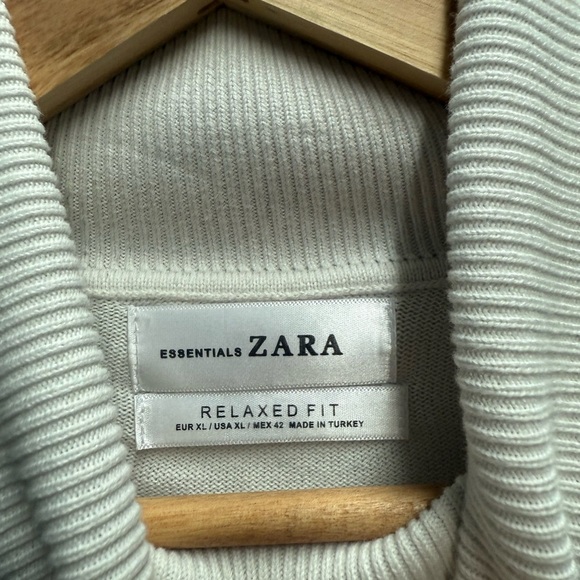 ESSENTIALS ZARA
RELAXED FIT
EUR XL / USA XL / MEX 42 MADE IN TURKEY